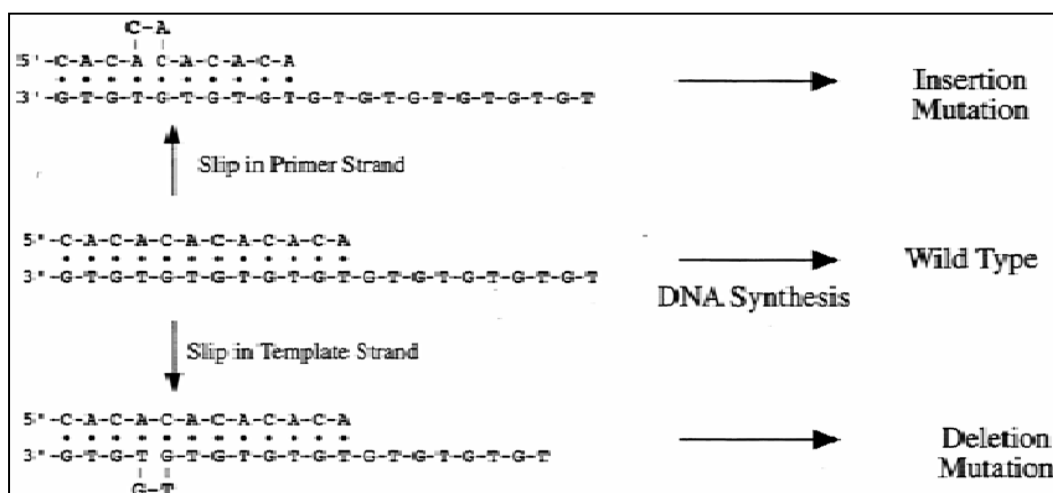 C-A
5'-C-A-C-A C-A-C-A-C-A
3'-G-T-G-T-G-T-G-T-G-T-G-T-G-T-G-T-G-T-G-T-G-T
Insertion
Mutation
Slip in Primer Strand
5'-C-A-C-A-C-A-C-A-C-A-C-A
3'-G-T-G-T-G-T-G-T-G-T-G-T-G-T-G-T-G-T-G-T-G-T
Wild Type
DNA Synthesis
Slip in Template Strand
5'-C-A-C-A-C-A-C-A-C-A-C-A
3'-G-T-G-T G-T-G-T-G-T-G-T-G-T-G-T-G-T-G-T
G-T
Deletion
Mutation